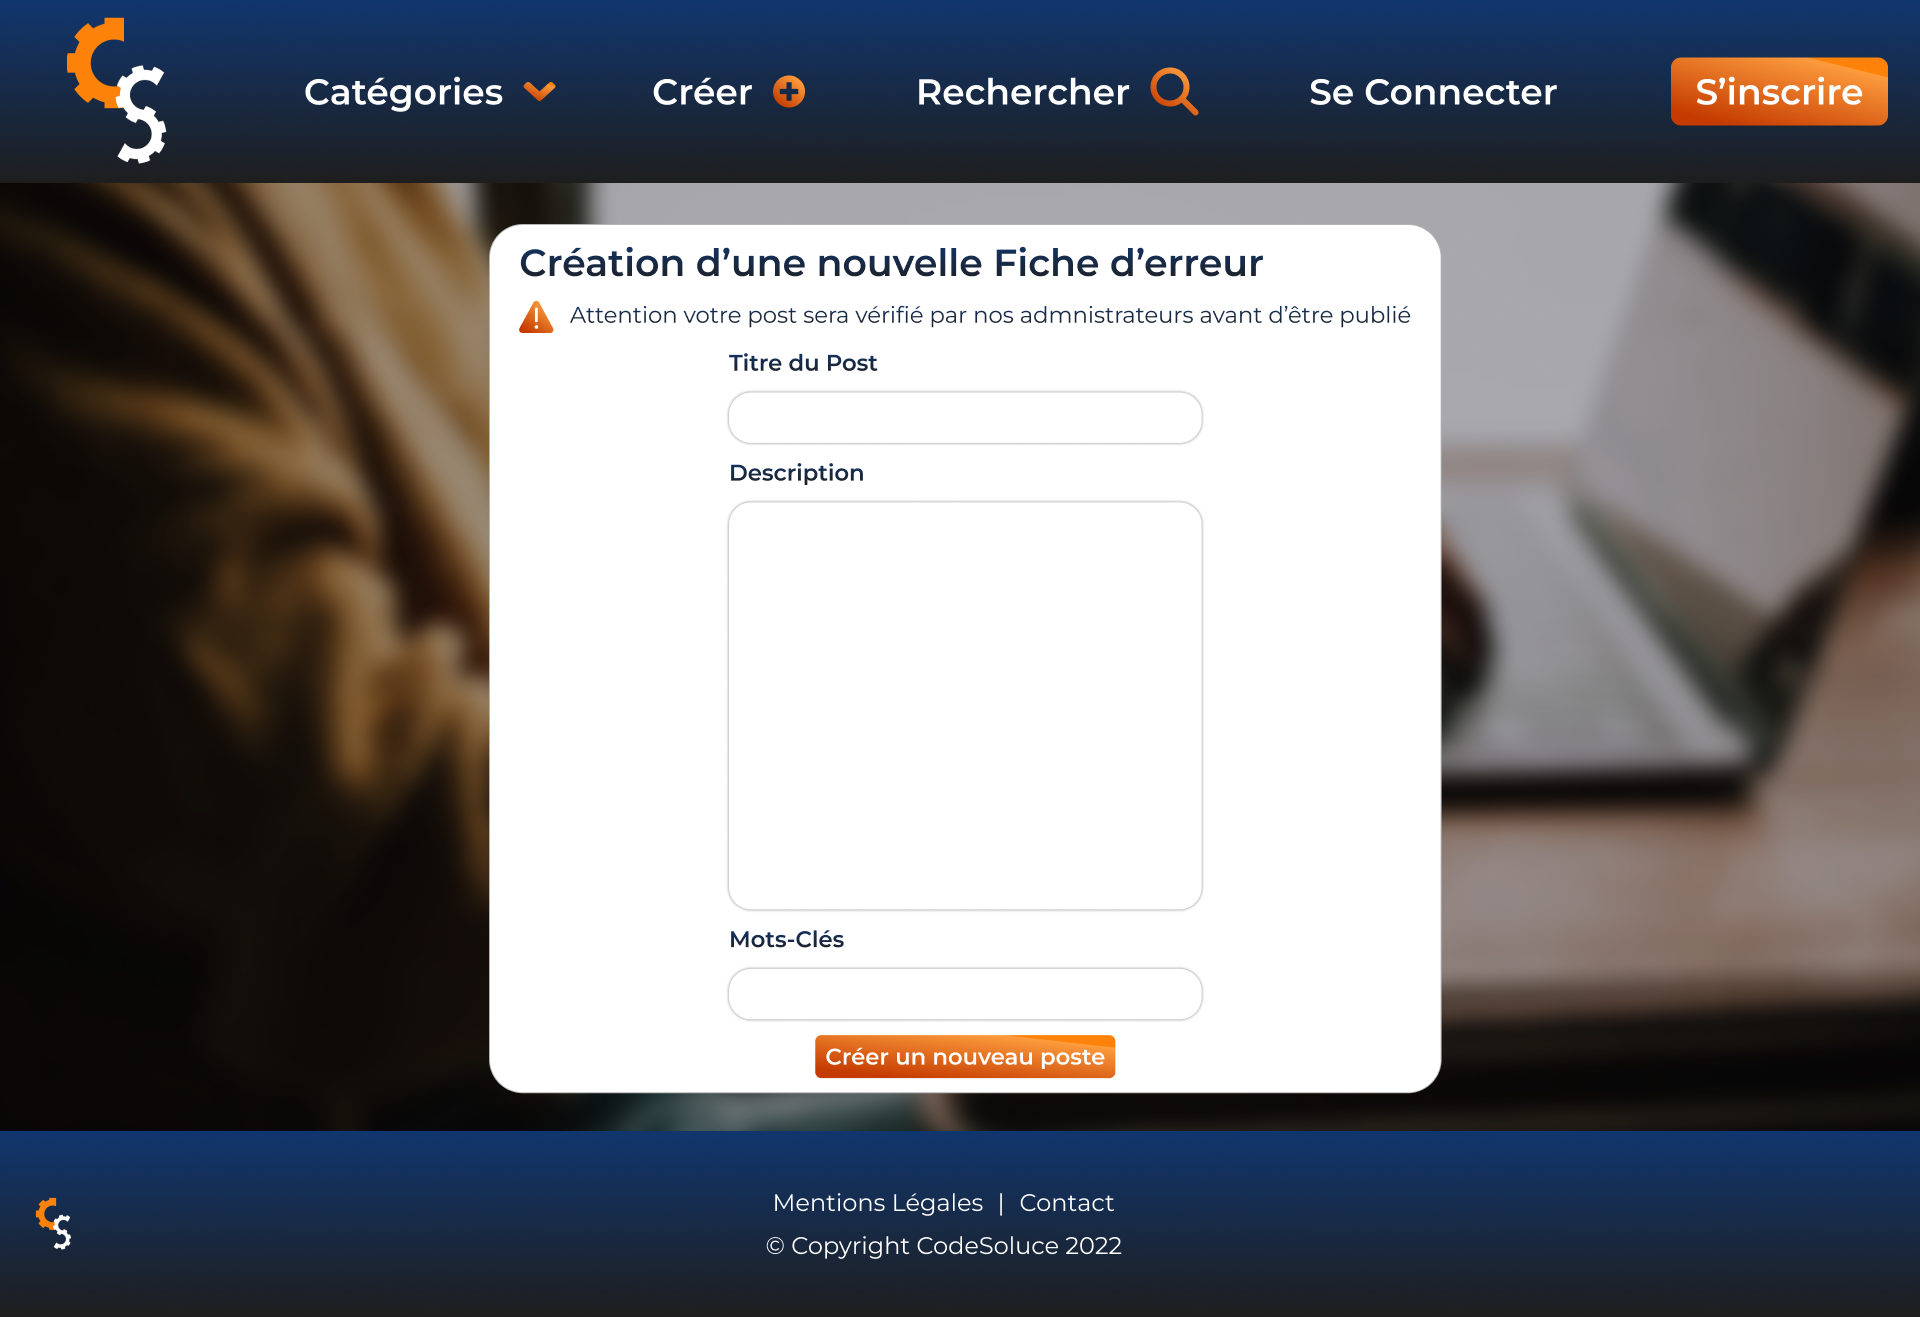 Catégories
Créer
Rechercher
Se Connecter
S’inscrire
Création d’une nouvelle Fiche d’erreur
Attention votre post sera vérifié par nos admnistrateurs avant d’être publié
Titre du Post
Description
Mots-Clés
Créer un nouveau poste
Mentions Légales | Contact
© Copyright CodeSoluce 2022